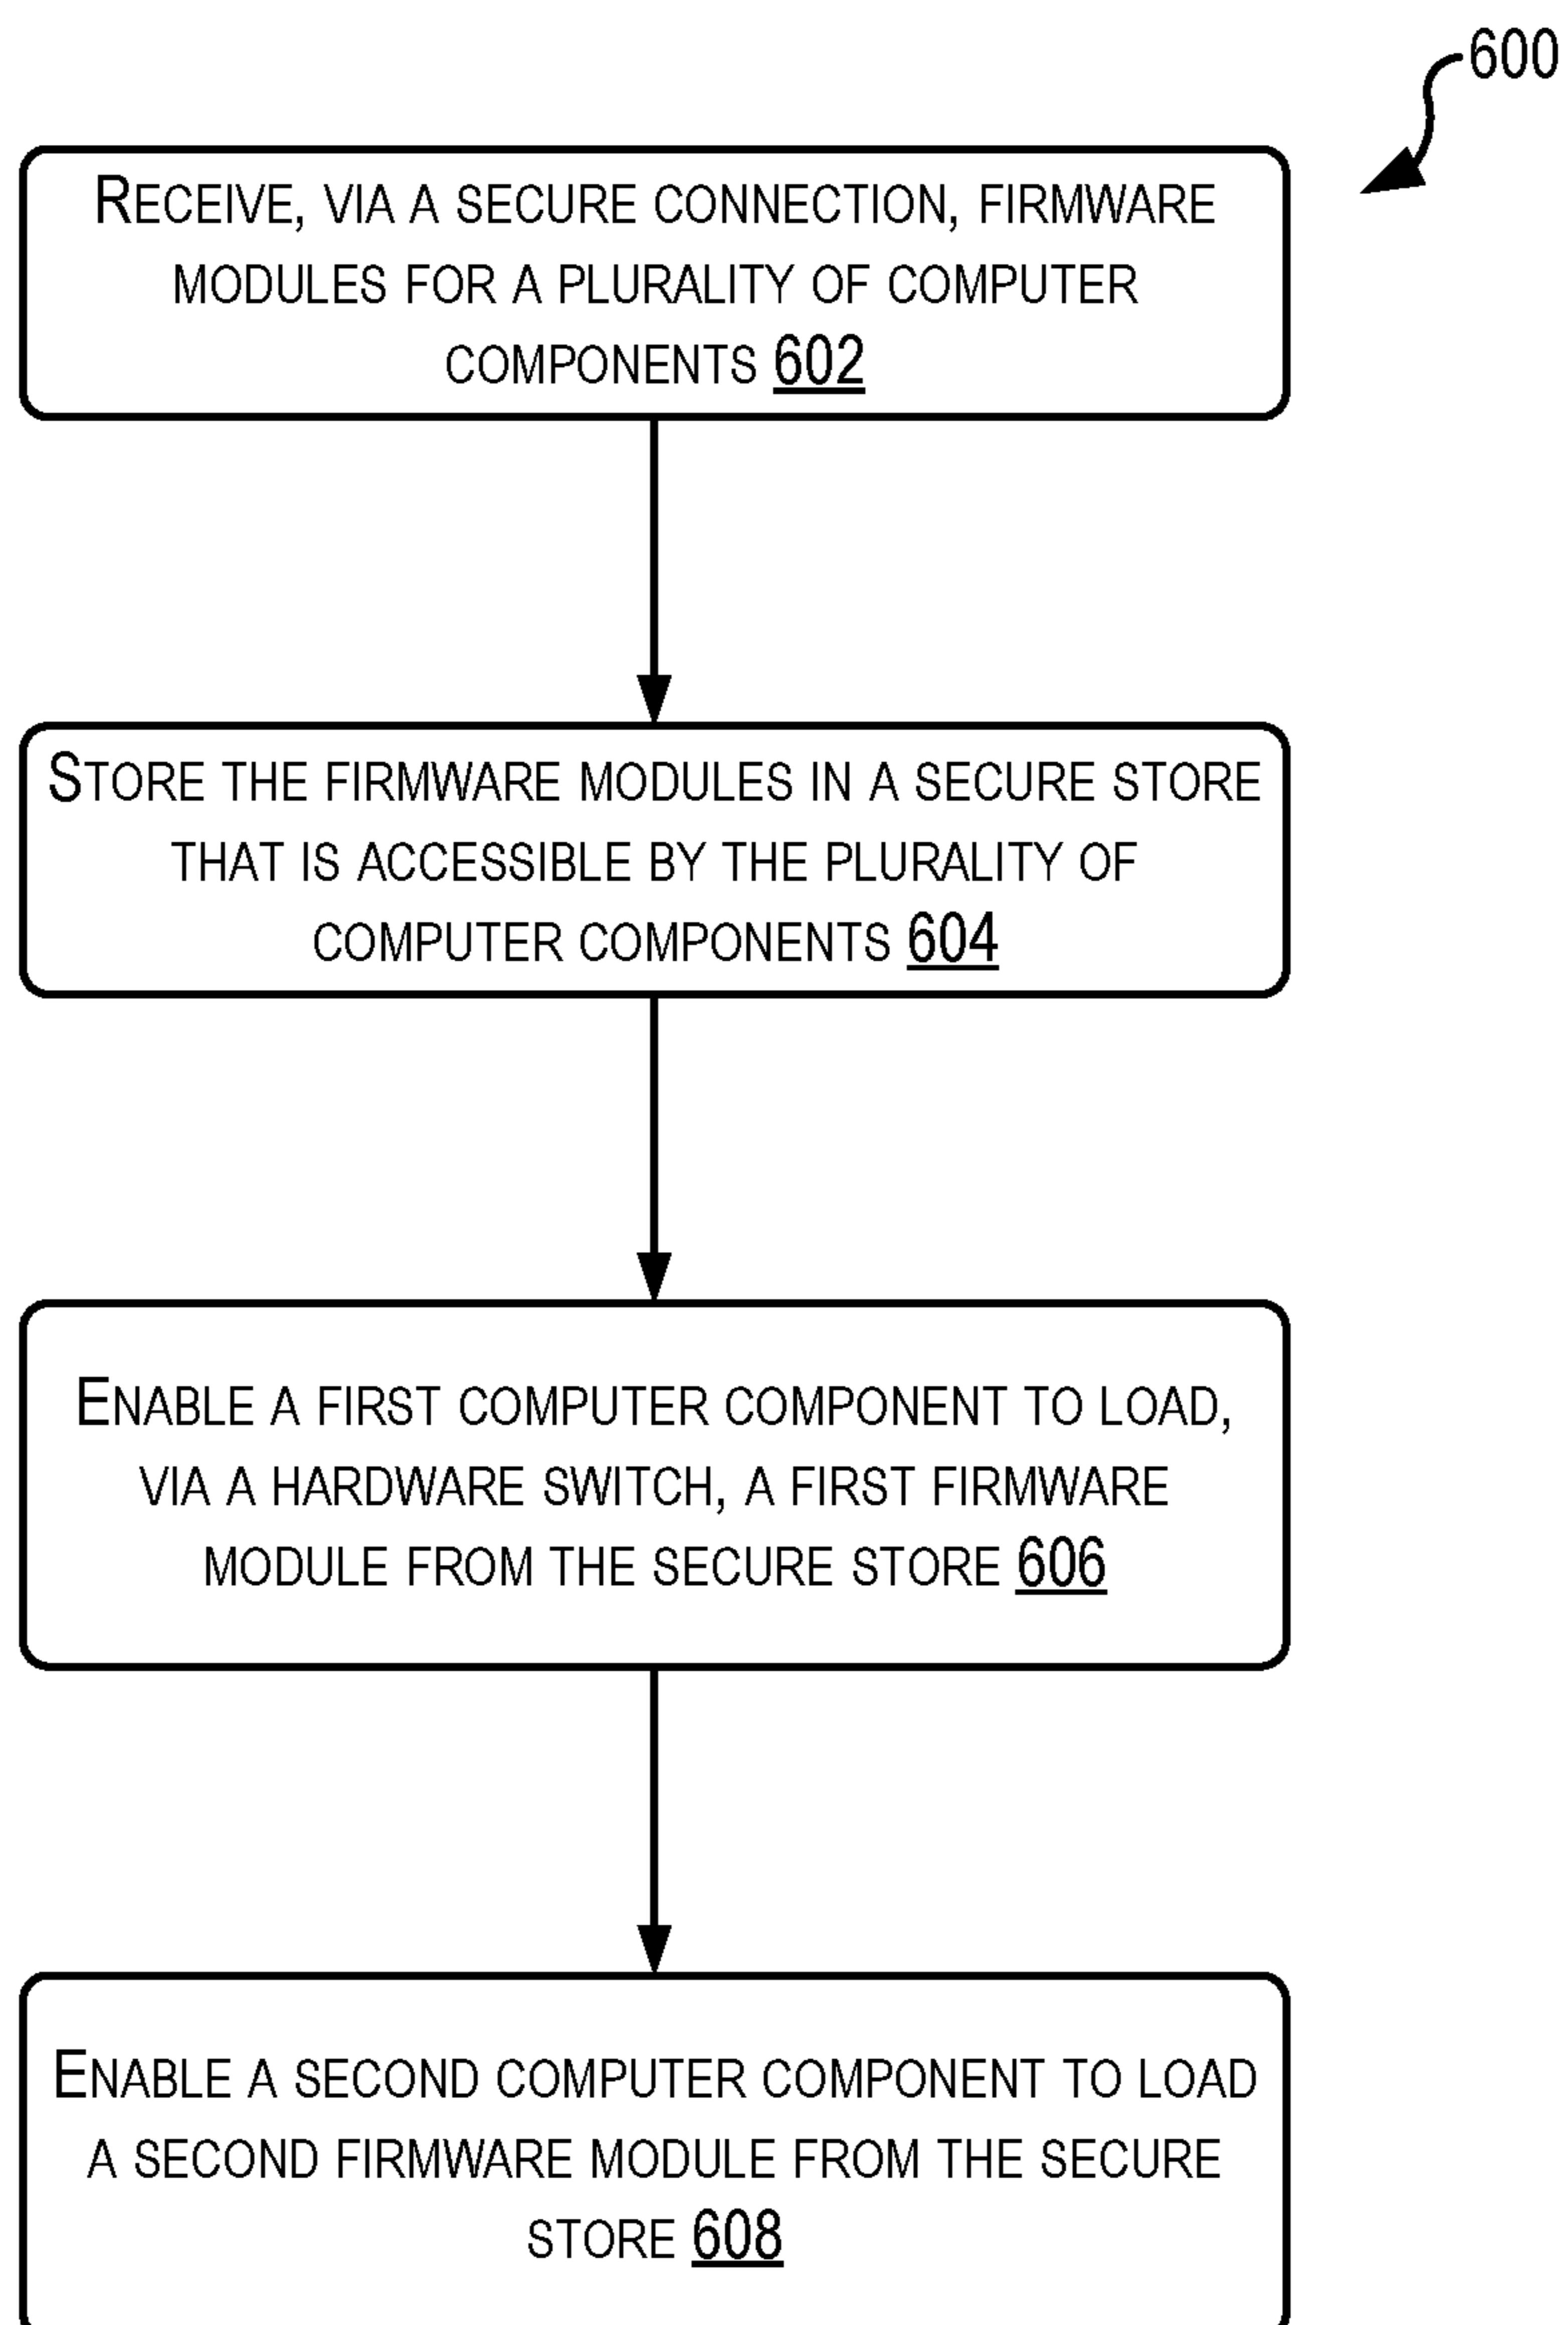 600
RECEIVE, VIA A SECURE CONNECTION, FIRMWARE
MODULES FOR A PLURALITY OF COMPUTER
COMPONENTS 602
STORE THE FIRMWARE MODULES IN A SECURE STORE
THAT IS ACCESSIBLE BY THE PLURALITY OF
COMPUTER COMPONENTS 604
ENABLE A FIRST COMPUTER COMPONENT TO LOAD,
VIA A HARDWARE SWITCH, A FIRST FIRMWARE
MODULE FROM THE SECURE STORE 606
ENABLE A SECOND COMPUTER COMPONENT TO LOAD
A SECOND FIRMWARE MODULE FROM THE SECURE
STORE 608